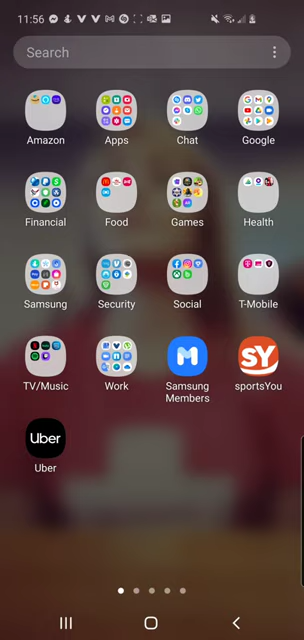 11:56
Search
Amazon
Apps
Chat
Google
Financial
Food
Games
Health
Samsung
Security
Social
T-Mobile
TV/Music
Work
Samsung
Members
sportsYou
SY
Uber
Uber